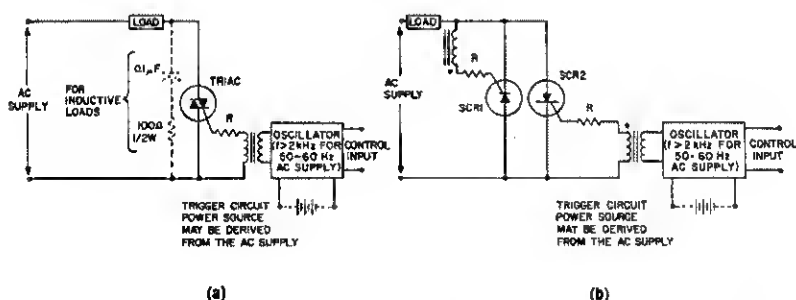 LOAD
AC
SUPPLY
FOR
INDUCTIVE
LOADS
0.1µF
100Ω
1/2W
TRIAC
R
OSCILLATOR
(f>2kHz FOR
50-60 Hz
AC SUPPLY)
CONTROL
INPUT
TRIGGER CIRCUIT
POWER SOURCE
MAY BE DERIVED
FROM THE AC SUPPLY
(a)
LOAD
AC
SUPPLY
R
SCR1
SCR2
R
OSCILLATOR
(f>2kHz FOR
50-60 Hz
AC SUPPLY)
CONTROL
INPUT
TRIGGER CIRCUIT
POWER SOURCE
MAY BE DERIVED
FROM THE AC SUPPLY
(b)